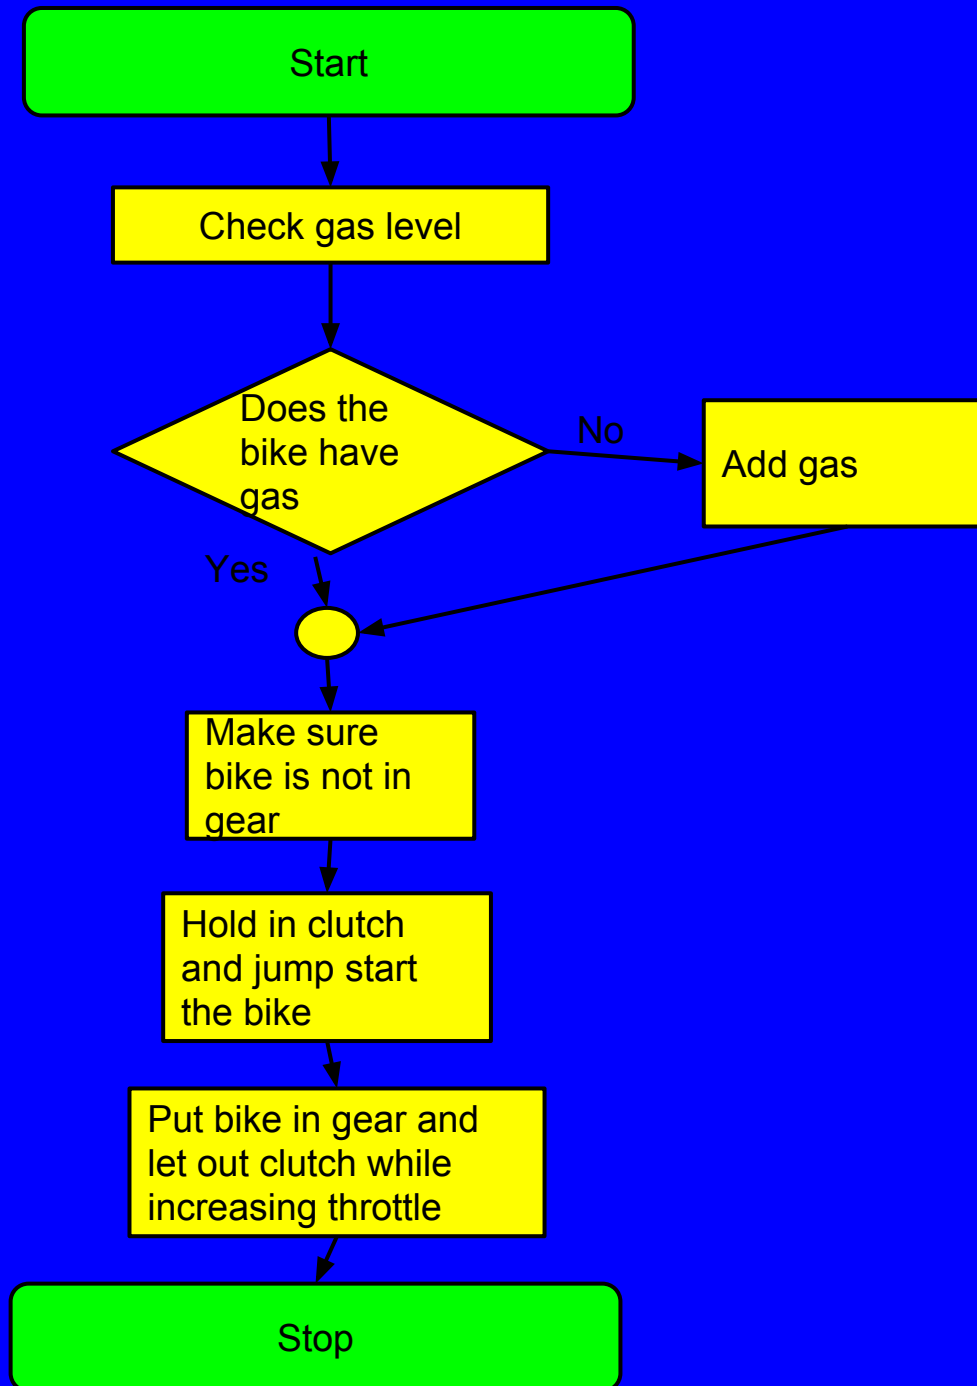 Start
Check gas level
Does the
bike have
gas
No
Add gas
Yes
Make sure
bike is not in
gear
Hold in clutch
and jump start
the bike
Put bike in gear and
let out clutch while
increasing throttle
Stop